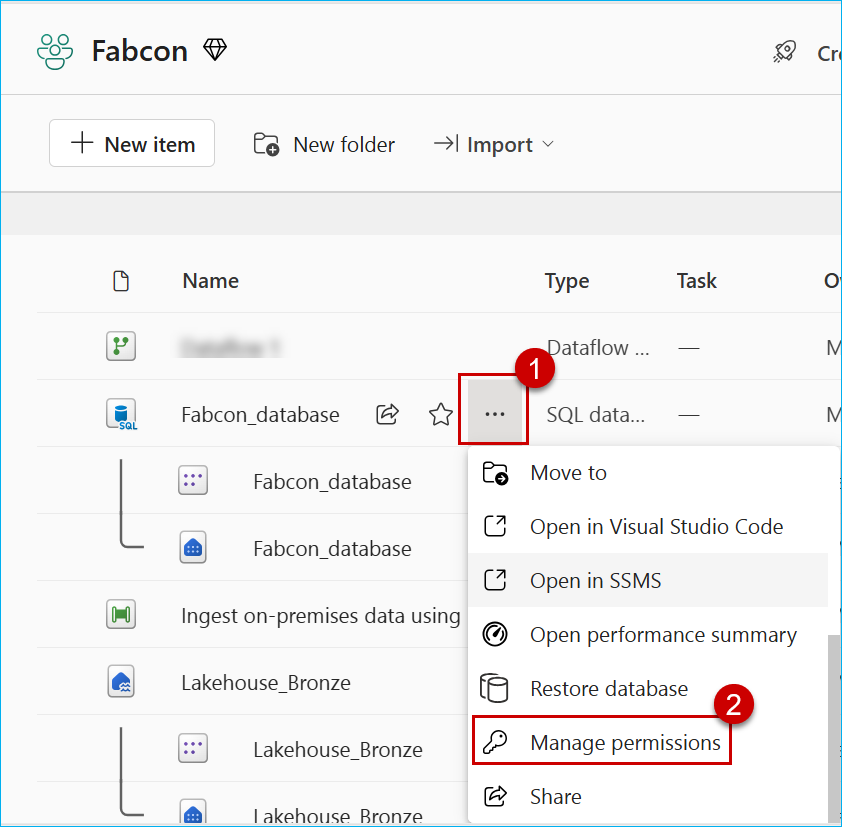 Fabcon
Cre
New item
New folder
Import
Name
Type
Task
O
Dataflow ...
—
M
1
Fabcon_database
...
SQL data...
—
M
SQL
Fabcon_database
Move to
Open in Visual Studio Code
Fabcon_database
Open in SSMS
Ingest on-premises data using
Open performance summary
Lakehouse_Bronze
Restore database
2
Lakehouse_Bronze
Manage permissions
Share
Lakehouse_Bronze